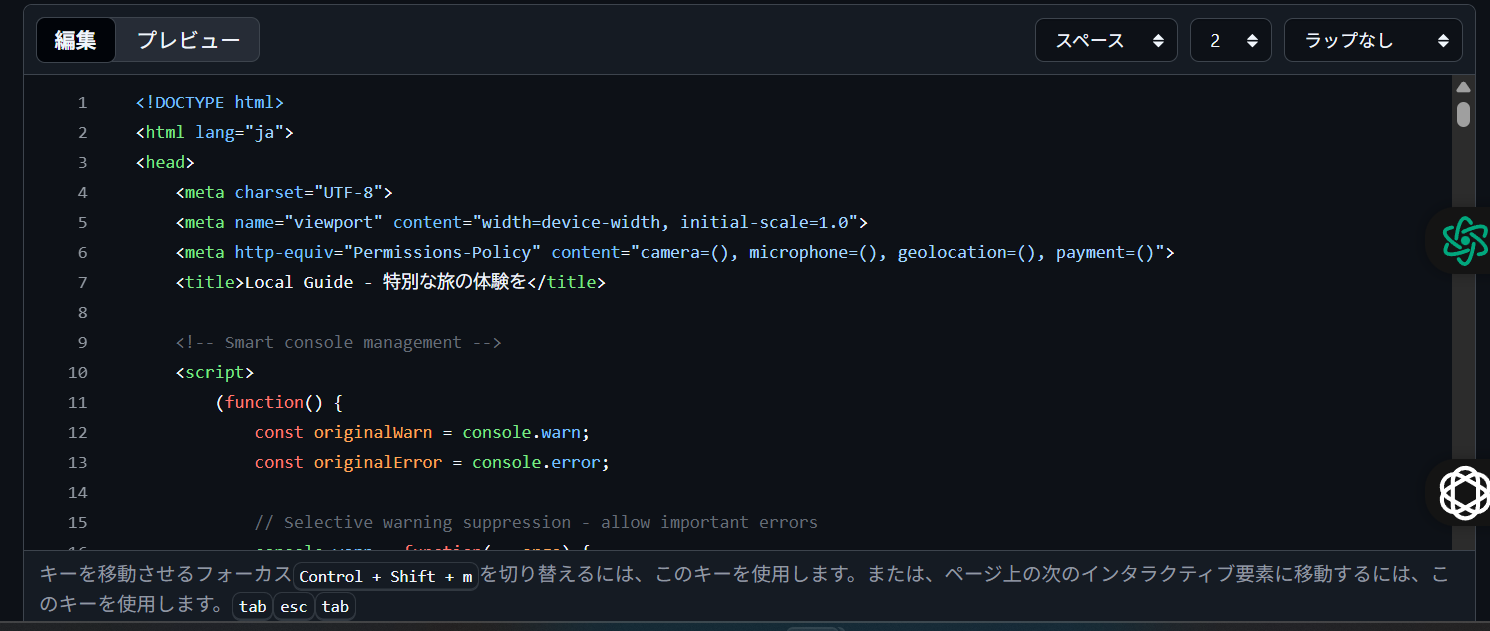 編集 プレビュー スペース 2 ラップなし
1 <!DOCTYPE html>
2 <html lang="ja">
3 <head>
4 <meta charset="UTF-8">
5 <meta name="viewport" content="width=device-width, initial-scale=1.0">
6 <meta http-equiv="Permissions-Policy" content="camera=(), microphone=(), geolocation=(), payment=()">
7 <title>Local Guide - 特別な旅の体験を</title>
8
9 <!-- Smart console management -->
10 <script>
11 (function() {
12 const originalWarn = console.warn;
13 const originalError = console.error;
14
15 // Selective warning suppression - allow important errors
キーを移動させるフォーカス Control + Shift + m を切り替えるには、このキーを使用します。または、ページ上の次のインタラクティブ要素に移動するには、こ
のキーを使用します。 tab esc tab